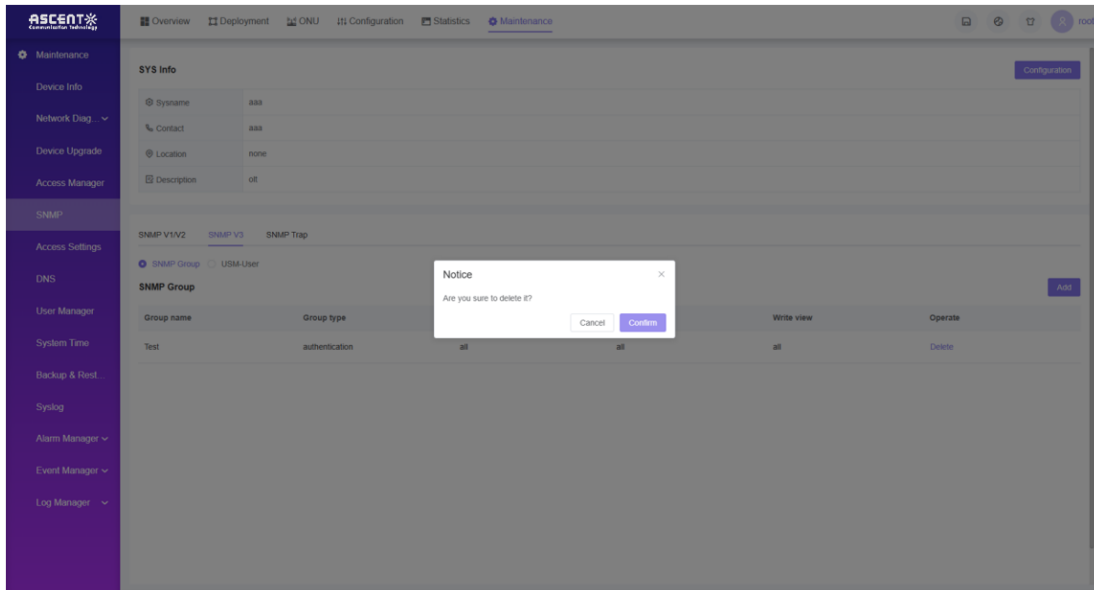 ASCENT
Communication Technology
Overview Deployment ONU Configuration Statistics Maintenance root
Maintenance
Device Info
Network Diag...
Device Upgrade
Access Manager
SNMP
Access Settings
DNS
User Manager
System Time
Backup & Rest...
Syslog
Alarm Manager
Event Manager
Log Manager
SYS Info Configuration
Sysname aaa
Contact aaa
Location none
Description olt
SNMP V1/V2 SNMP V3 SNMP Trap
SNMP Group USM-User
SNMP Group Add
Group name Group type Write view Operate
Test authentication all all all Delete
Notice
Are you sure to delete it?
Cancel Confirm